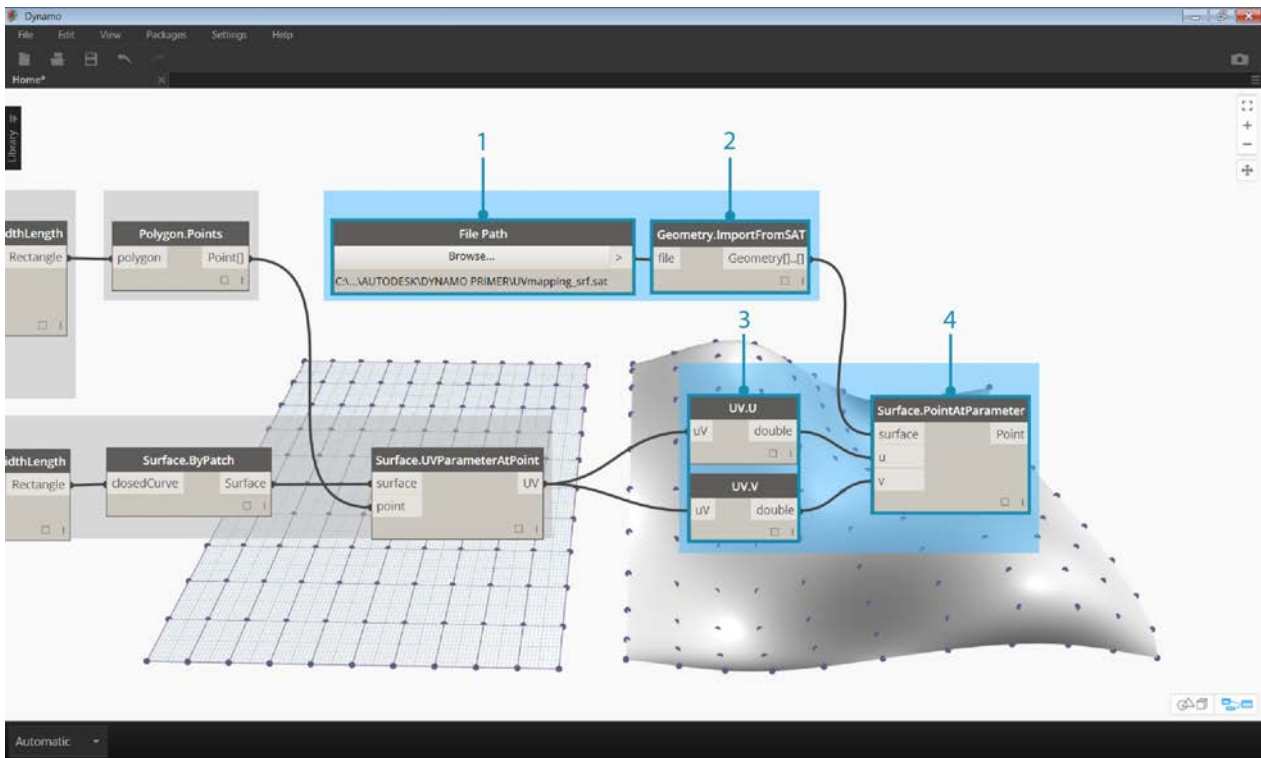 Dynamo
File Edit View Packages Settings Help
Home*
Library
1
2
dthLength
Rectangle
Polygon.Points
polygon Point[]
File Path
Browse... >
C:\...\AUTODESK\DYNAMO PRIMER\UVmapping_srf.sat
Geometry.ImportFromSAT
file Geometry[]..[]
3
4
UV.U
uV double
UV.V
uV double
Surface.PointAtParameter
surface Point
u
v
idthLength
Rectangle
Surface.ByPatch
closedCurve Surface
Surface.UVParameterAtPoint
surface UV
point
Automatic